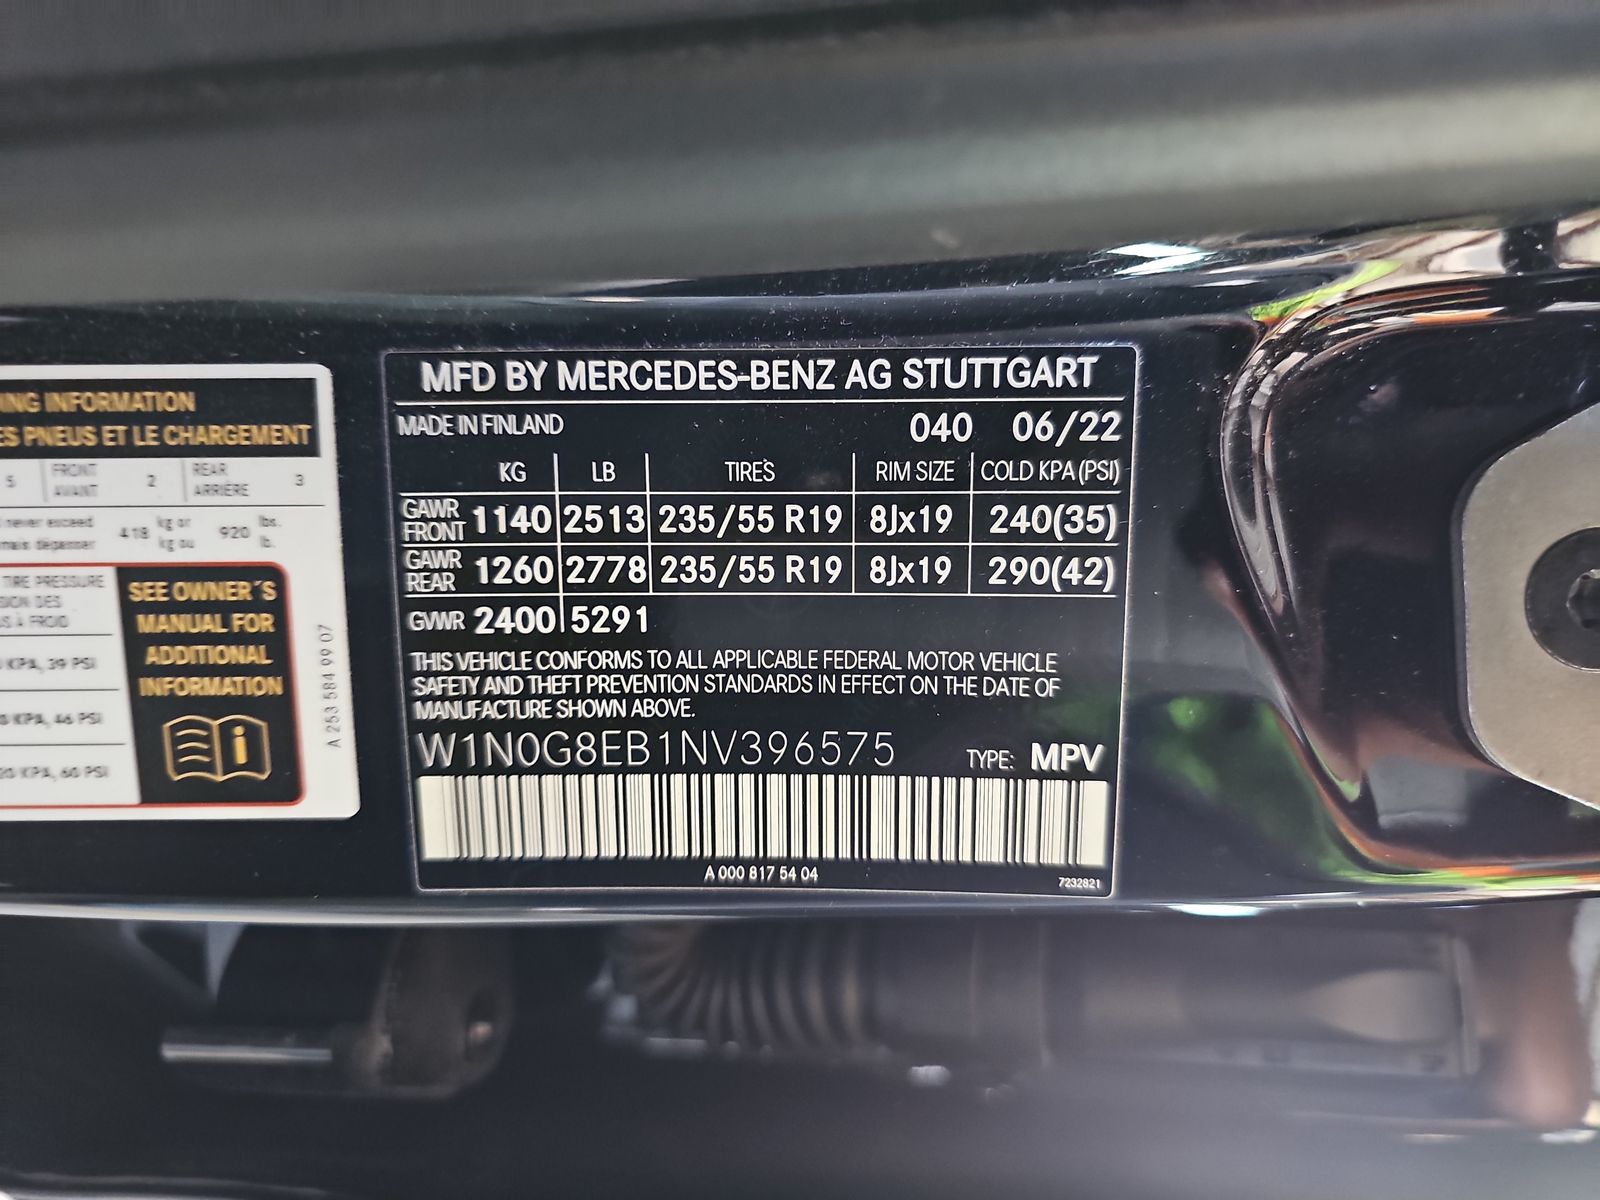 NG INFORMATION
ES PNEUS ET LE CHARGEMENT
5 FRONT AVANT 2 REAR ARRIÈRE 3
never exceed 418 kg or 920 lbs.
mais dépasser kg ou lb.
TIRE PRESSURE
DES
À FROID
KPA, 39 PSI
KPA, 46 PSI
20 KPA, 60 PSI
SEE OWNER´S
MANUAL FOR
ADDITIONAL
INFORMATION
A 253 584 99 07
MFD BY MERCEDES-BENZ AG STUTTGART
MADE IN FINLAND 040 06/22
KG LB TIRES RIM SIZE COLD KPA(PSI)
GAWR FRONT 1140 2513 235/55 R19 8Jx19 240(35)
GAWR REAR 1260 2778 235/55 R19 8Jx19 290(42)
GVWR 2400 5291
THIS VEHICLE CONFORMS TO ALL APPLICABLE FEDERAL MOTOR VEHICLE
SAFETY AND THEFT PREVENTION STANDARDS IN EFFECT ON THE DATE OF
MANUFACTURE SHOWN ABOVE.
W1N0G8EB1NV396575 TYPE: MPV
A 000 817 54 04
7232821